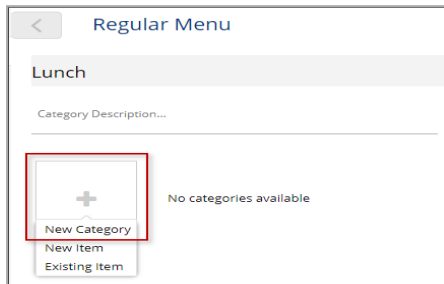 Regular Menu
Lunch
Category Description...
No categories available
New Category
New Item
Existing Item